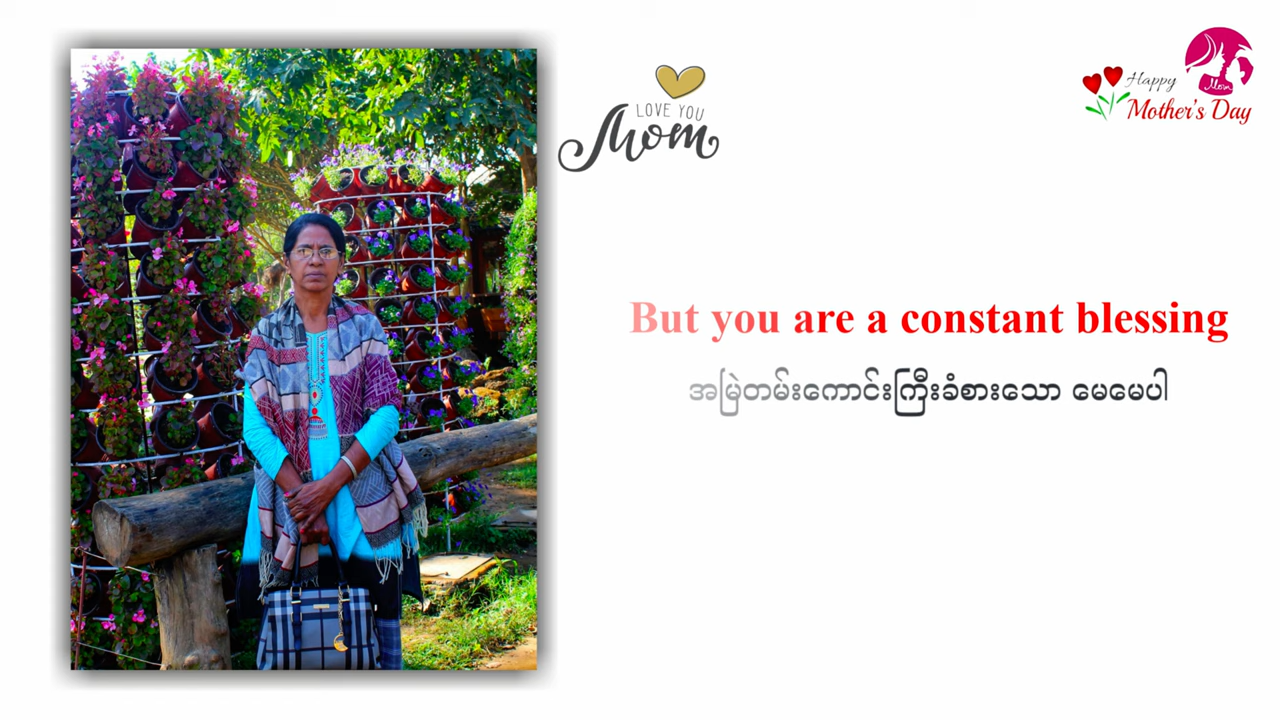 LOVE YOU
Mom
Happy
Mother's Day
Mom
But you are a constant blessing
အမြဲတမ်းကောင်းကြီးခံစားသော မေမေပါ